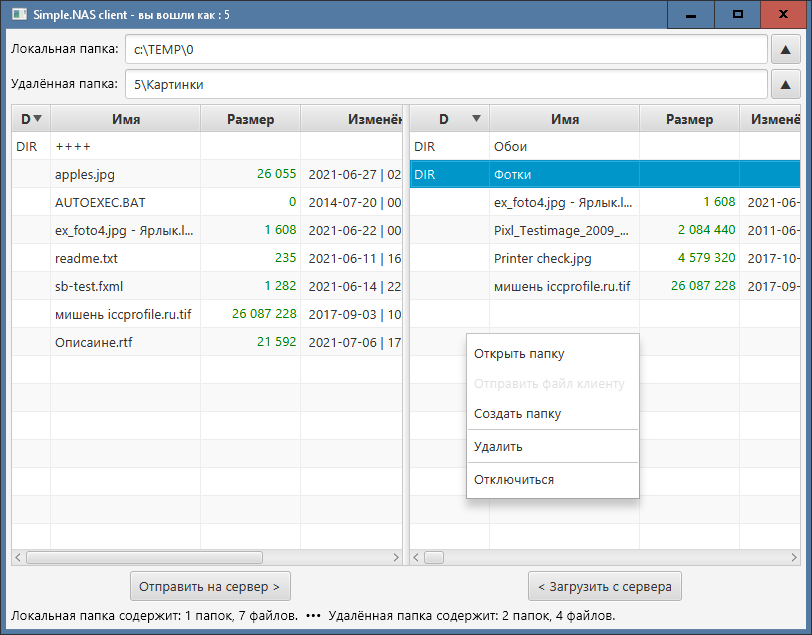 Simple.NAS client - вы вошли как : 5
Локальная папка: c:\TEMP\0 ▲
Удалённая папка: 5\Картинки ▲
D▼ Имя Размер Изменён D ▼ Имя Размер Изменё
DIR ++++ DIR Обои
apples.jpg 26 055 2021-06-27 | 02 DIR Фотки
AUTOEXEC.BAT 0 2014-07-20 | 00 ex_foto4.jpg - Ярлык.l... 1 608 2021-06-
ex_foto4.jpg - Ярлык.l... 1 608 2021-06-22 | 00 Pixl_Testimage_2009_... 2 084 440 2011-06-
readme.txt 235 2021-06-11 | 16 Printer check.jpg 4 579 320 2017-10-
sb-test.fxml 1 282 2021-06-14 | 22 мишень iccprofile.ru.tif 26 087 228 2017-09-
мишень iccprofile.ru.tif 26 087 228 2017-09-03 | 10
Описаине.rtf 21 592 2021-07-06 | 17
Открыть папку
Отправить файл клиенту
Создать папку
Удалить
Отключиться
Отправить на сервер > < Загрузить с сервера
Локальная папка содержит: 1 папок, 7 файлов. ••• Удалённая папка содержит: 2 папок, 4 файлов.